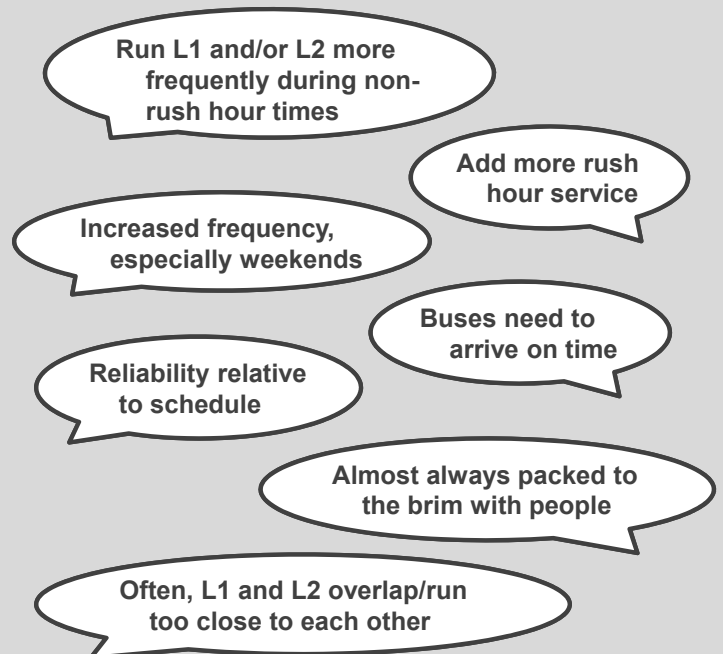 Run L1 and/or L2 more
frequently during non-
rush hour times
Add more rush
hour service
Increased frequency,
especially weekends
Buses need to
arrive on time
Reliability relative
to schedule
Almost always packed to
the brim with people
Often, L1 and L2 overlap/run
too close to each other